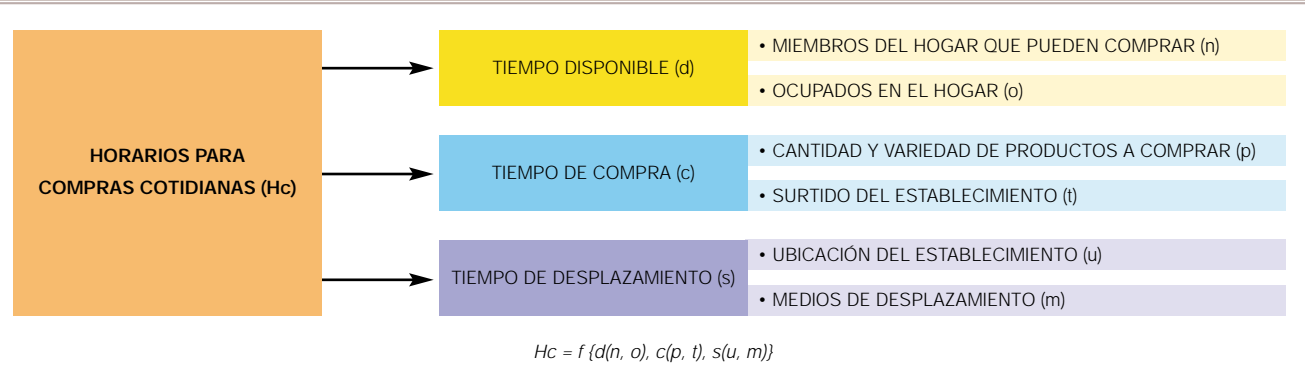 HORARIOS PARA
COMPRAS COTIDIANAS (Hc)
TIEMPO DISPONIBLE (d)
• MIEMBROS DEL HOGAR QUE PUEDEN COMPRAR (n)
• OCUPADOS EN EL HOGAR (o)
TIEMPO DE COMPRA (c)
• CANTIDAD Y VARIEDAD DE PRODUCTOS A COMPRAR (p)
• SURTIDO DEL ESTABLECIMIENTO (t)
TIEMPO DE DESPLAZAMIENTO (s)
• UBICACIÓN DEL ESTABLECIMIENTO (u)
• MEDIOS DE DESPLAZAMIENTO (m)
Hc = f {d(n, o), c(p, t), s(u, m)}